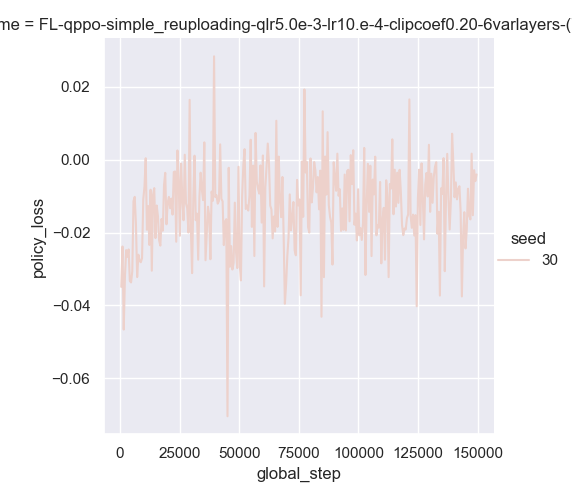 me = FL-qppo-simple_reuploading-qlr5.0e-3-lr10.e-4-clipcoef0.20-6varlayers-(
0.02
0.00
−0.02
−0.04
−0.06
policy_loss
seed
30
0 25000 50000 75000 100000 125000 150000
global_step